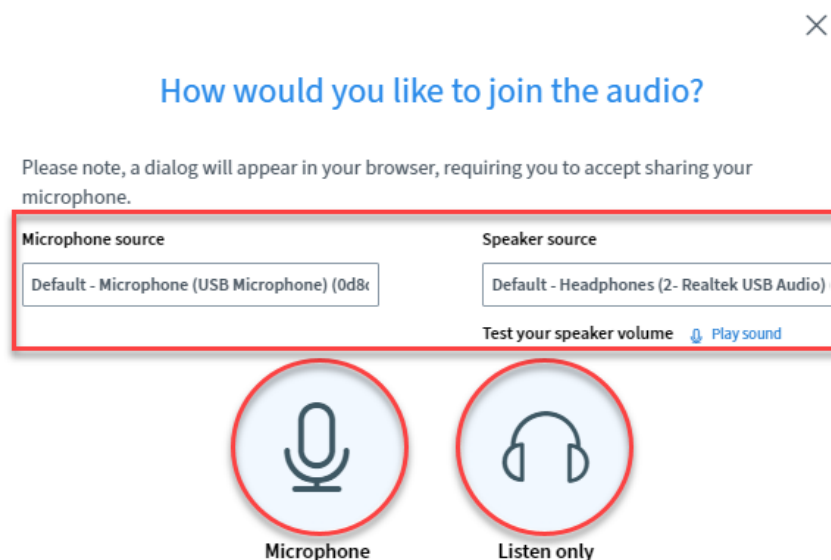 How would you like to join the audio?
Please note, a dialog will appear in your browser, requiring you to accept sharing your
microphone.
Microphone source
Speaker source
Default - Microphone (USB Microphone) (0d8c
Default - Headphones (2- Realtek USB Audio)
Test your speaker volume Play sound
Microphone
Listen only